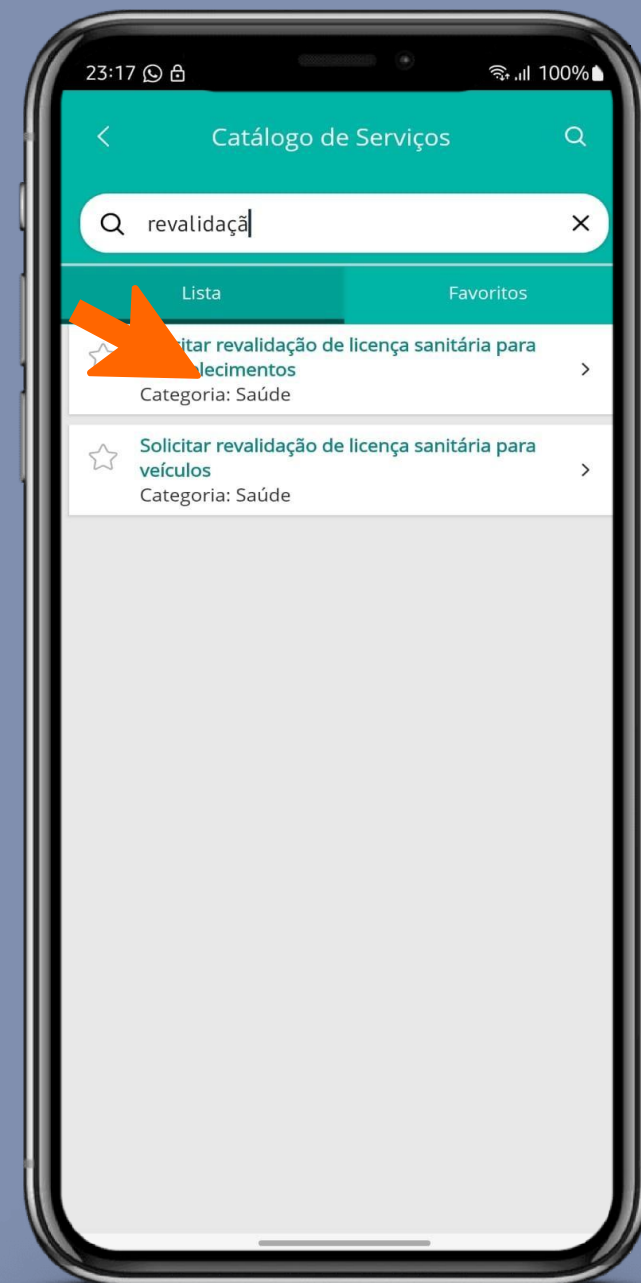 23:17 100%
Catálogo de Serviços
revalidaçã
Lista Favoritos
itar revalidação de licença sanitária para
lecimentos
Categoria: Saúde
Solicitar revalidação de licença sanitária para
veículos
Categoria: Saúde